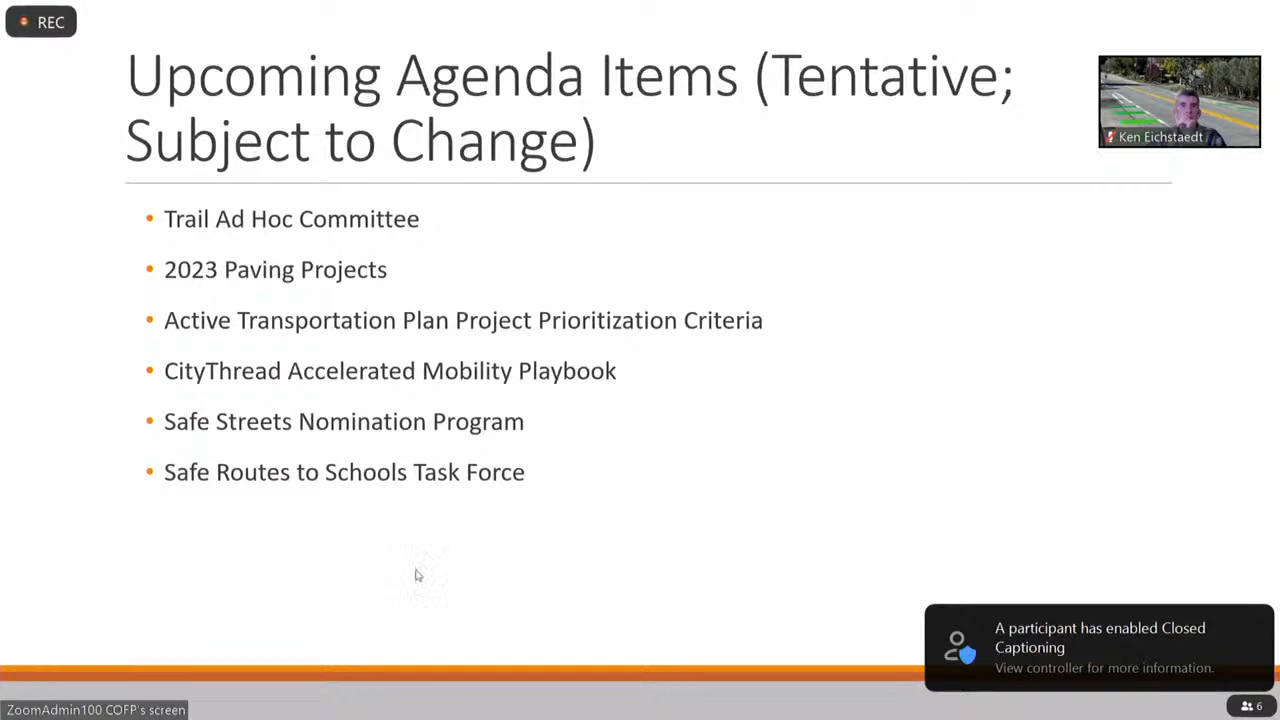 REC
Upcoming Agenda Items (Tentative;
Subject to Change)
Ken Eichstaedt
• Trail Ad Hoc Committee
• 2023 Paving Projects
• Active Transportation Plan Project Prioritization Criteria
• CityThread Accelerated Mobility Playbook
• Safe Streets Nomination Program
• Safe Routes to Schools Task Force
A participant has enabled Closed
Captioning
View controller for more information.
ZoomAdmin100 COFP's screen
6